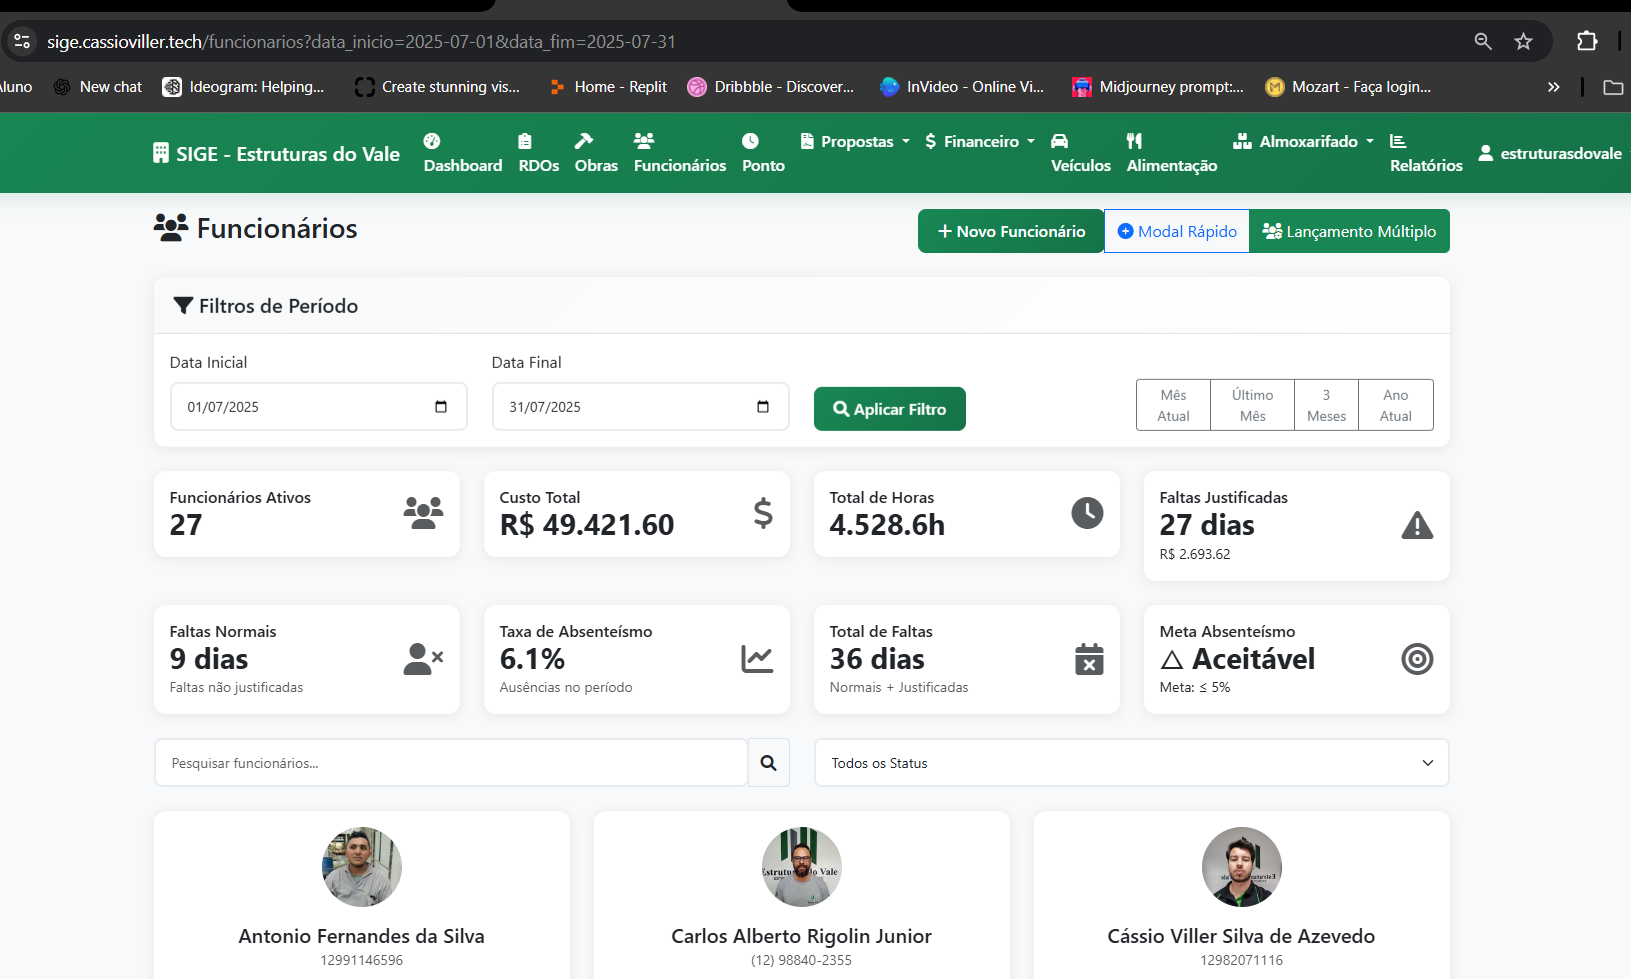 sige.cassioviller.tech/funcionarios?data_inicio=2025-07-01&data_fim=2025-07-31
New chat
Ideogram: Helping...
Create stunning vis...
Home - Replit
Dribbble - Discover...
InVideo - Online Vi...
Midjourney prompt:...
Mozart - Faça login...
SIGE - Estruturas do Vale
Dashboard
RDOs
Obras
Funcionários
Ponto
Propostas
Financeiro
Veículos
Alimentação
Almoxarifado
Relatórios
estruturasdovale
Funcionários
+ Novo Funcionário
Modal Rápido
Lançamento Múltiplo
Filtros de Período
Data Inicial
01/07/2025
Data Final
31/07/2025
Aplicar Filtro
Mês
Atual
Último
Mês
3
Meses
Ano
Atual
Funcionários Ativos
27
Custo Total
R$ 49.421.60
Total de Horas
4.528.6h
Faltas Justificadas
27 dias
R$ 2.693.62
Faltas Normais
9 dias
Faltas não justificadas
Taxa de Absenteísmo
6.1%
Ausências no período
Total de Faltas
36 dias
Normais + Justificadas
Meta Absenteísmo
△ Aceitável
Meta: ≤ 5%
Pesquisar funcionários...
Todos os Status
Antonio Fernandes da Silva
12991146596
Carlos Alberto Rigolin Junior
(12) 98840-2355
Cássio Viller Silva de Azevedo
12982071116